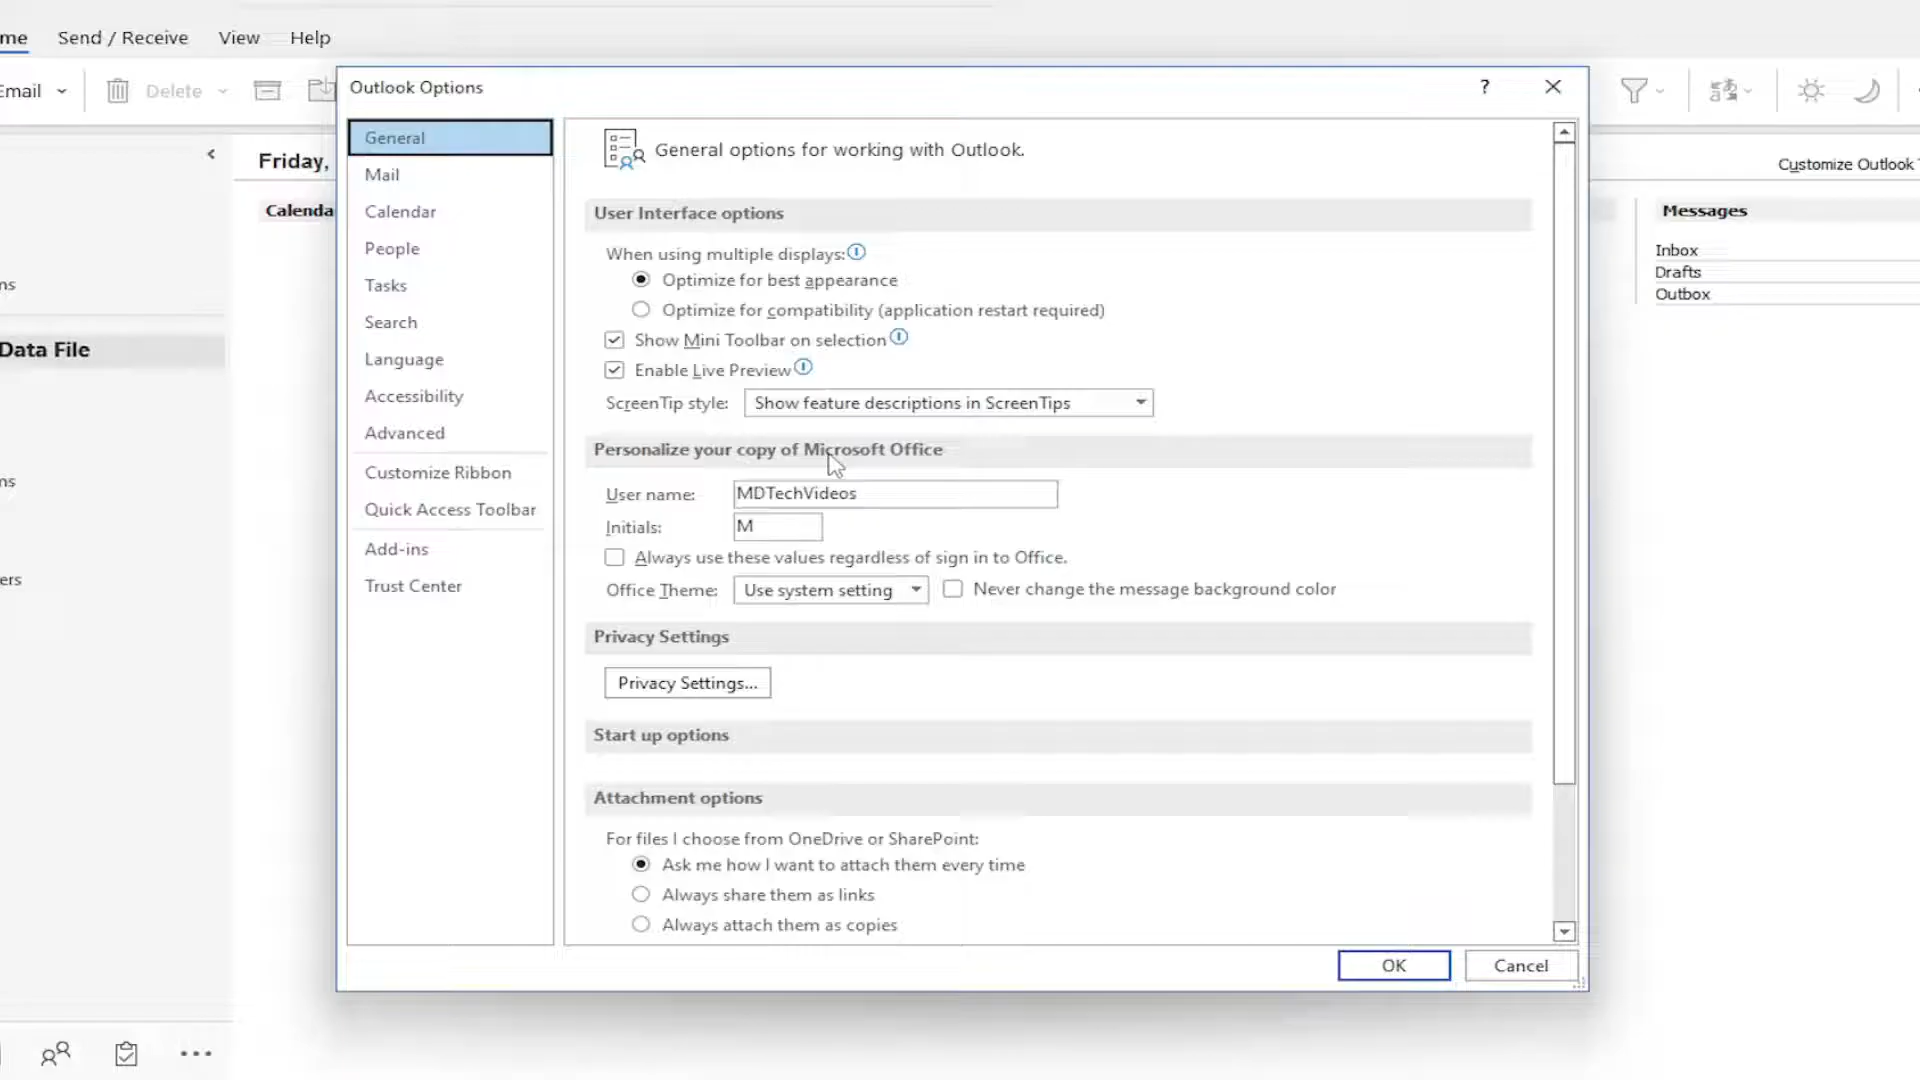 me Send / Receive View Help
Email Delete
Outlook Options ?
General
Mail
Calendar
People
Tasks
Search
Language
Accessibility
Advanced
Customize Ribbon
Quick Access Toolbar
Add-ins
Trust Center
General options for working with Outlook.
User Interface options
When using multiple displays:
Optimize for best appearance
Optimize for compatibility (application restart required)
Show Mini Toolbar on selection
Enable Live Preview
ScreenTip style: Show feature descriptions in ScreenTips
Personalize your copy of Microsoft Office
User name: MDTechVideos
Initials: M
Always use these values regardless of sign in to Office.
Office Theme: Use system setting Never change the message background color
Privacy Settings
Privacy Settings...
Start up options
Attachment options
For files I choose from OneDrive or SharePoint:
Ask me how I want to attach them every time
Always share them as links
Always attach them as copies
OK Cancel
Friday,
Calenda
ns
Data File
ns
ers
Customize Outlook
Messages
Inbox
Drafts
Outbox